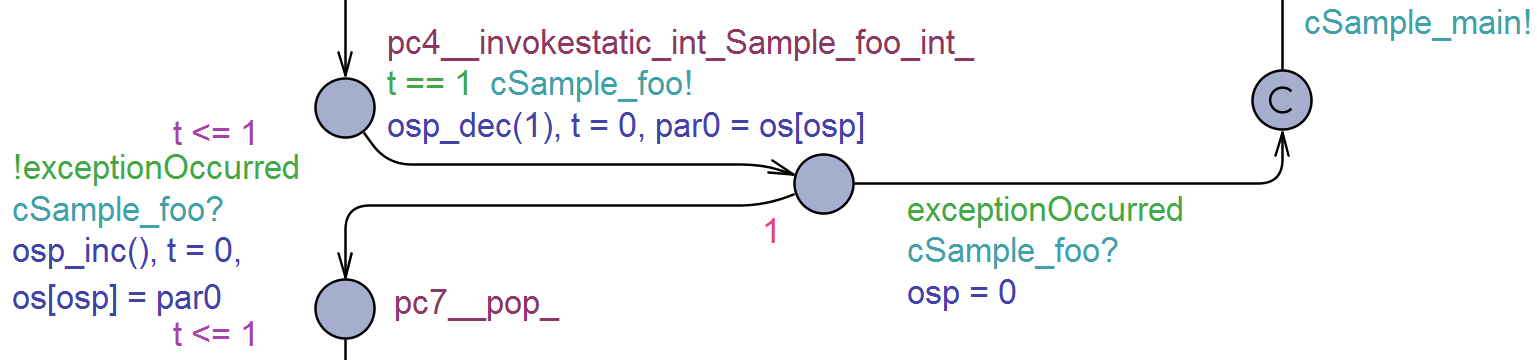 cSample_main!
pc4__invokestatic_int_Sample_foo_int_
t == 1 cSample_foo!
osp_dec(1), t = 0, par0 = os[osp]
C
t <= 1
!exceptionOccurred
cSample_foo?
osp_inc(), t = 0,
os[osp] = par0
t <= 1
1
exceptionOccurred
cSample_foo?
osp = 0
pc7__pop_